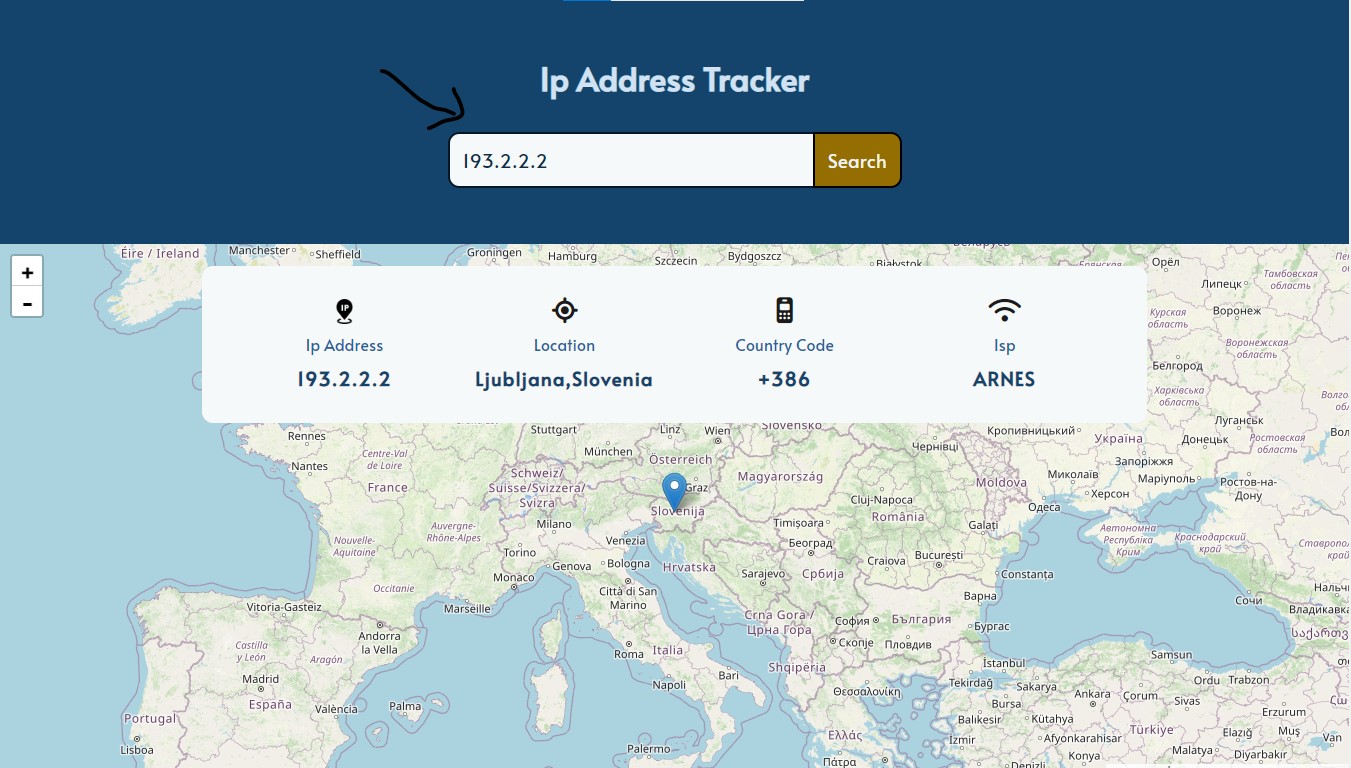 Ip Address Tracker
193.2.2.2 Search
Éire / Ireland Manchester Sheffield Groningen Hamburg Szczecin Bydgoszcz Białystok Орёл
+
-
Ip Address Location Country Code Isp
193.2.2.2 Ljubljana,Slovenia +386 ARNES
Тамбовская
область
Липецк
Курская
область
Воронеж
Воронежская
область
Белгород
Харківська
область
Луганськ
Rennes Stuttgart Linz Wien Slovensko Кропивницький Україна Донецьк Ростовская
область
Nantes Centre-Val
de Loire
France
München Österreich Чернівці Запоріжжя
Schweiz/
Suisse/Svizzera/
Svizra
Graz Magyarország Moldova Миколаїв Маріуполь Ростов-на-
Дону
Slovenija Cluj-Napoca Херсон
România Одеса
Auvergne-
Rhône-Alpes
Milano Timișoara Galați Автономна
Республіка
Крим
Краснодарский
край
Nouvelle-
Aquitaine
Torino Venezia Београд
Genova Bologna Hrvatska Craiova București
Monaco Sarajevo Србија Constanța
Occitanie Città di San
Marino
Варна Сочи
Vitoria-Gasteiz Marseille Crna Gora /
Црна Гора
София България Бургас
Andorra
la Vella
Скопје Пловдив
Castilla
y León
Aragón Roma Italia Shqipëria İstanbul Samsun
Madrid Napoli Bari Θεσσαλονίκη Tekirdağ Sakarya Ankara Çorum Ordu Trabzon
España Sivas
València Palma Bursa Erzurum
Portugal Balıkesir Kütahya Türkiye Elazığ Muş Van
Lisboa Palermo Ελλάς İzmir Afyonkarahisar Malatya Diyarbakır
Πάτρα Denizli Konya